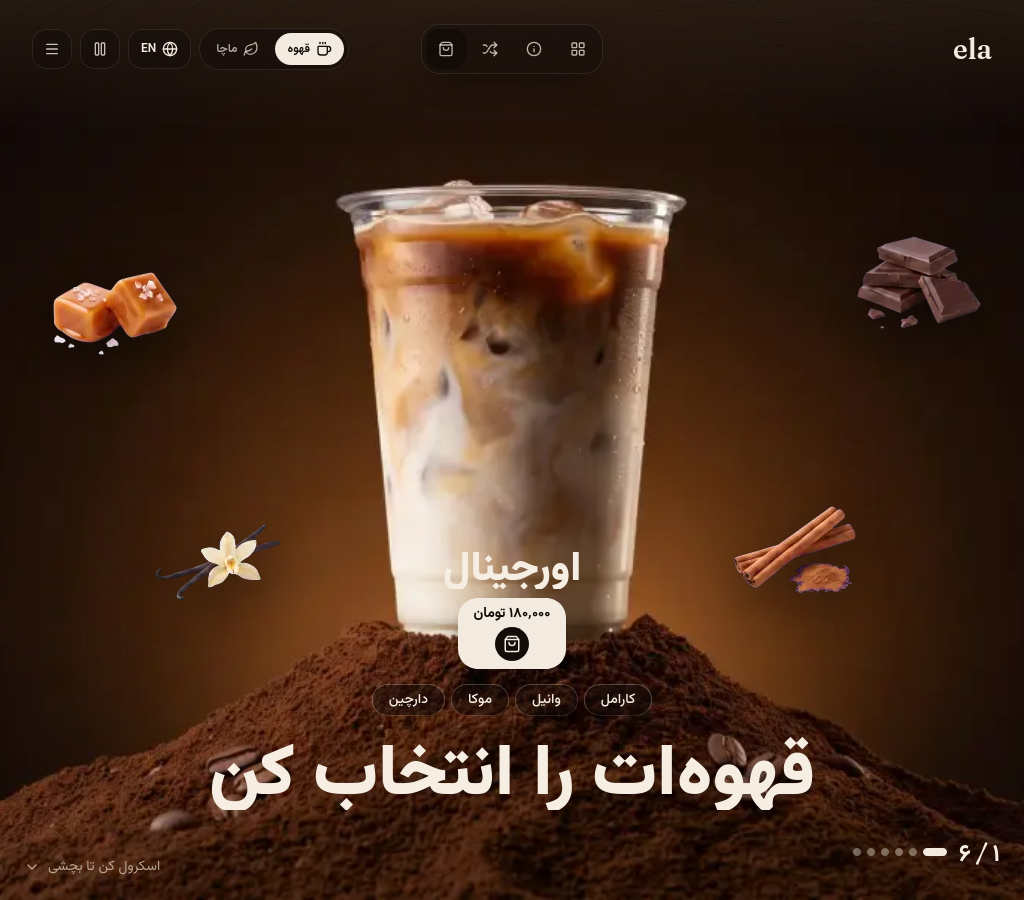 ela
قهوه
ماچا
EN
اورجینال
۱۸۰,۰۰۰ تومان
کارامل
وانیل
موکا
دارچین
قهوه‌ات را انتخاب کن
۶/۱
اسکرول کن تا بچشی